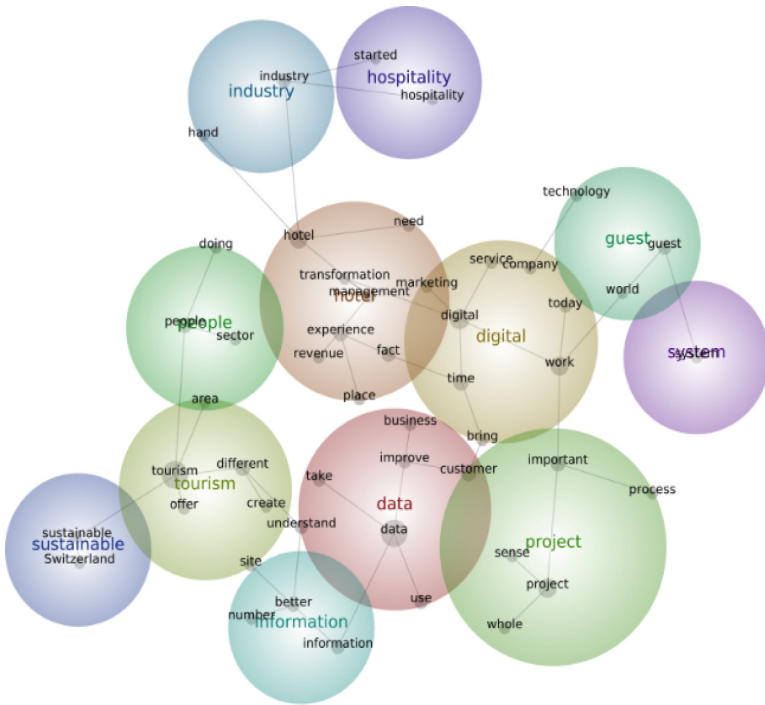 started
industry
hospitality
industry
hospitality
hand
technology
need
hotel
guest
guest
doing
service
company
transformation
marketing
management
hotel
world
today
people
people
digital
experience
sector
digital
revenue
fact
system
system
work
time
place
area
business
bring
improve
important
different
customer
tourism
take
tourism
process
offer
create
data
understand
data
sustainable
sustainable
project
sense
Switzerland
site
project
better
use
number
information
whole
information